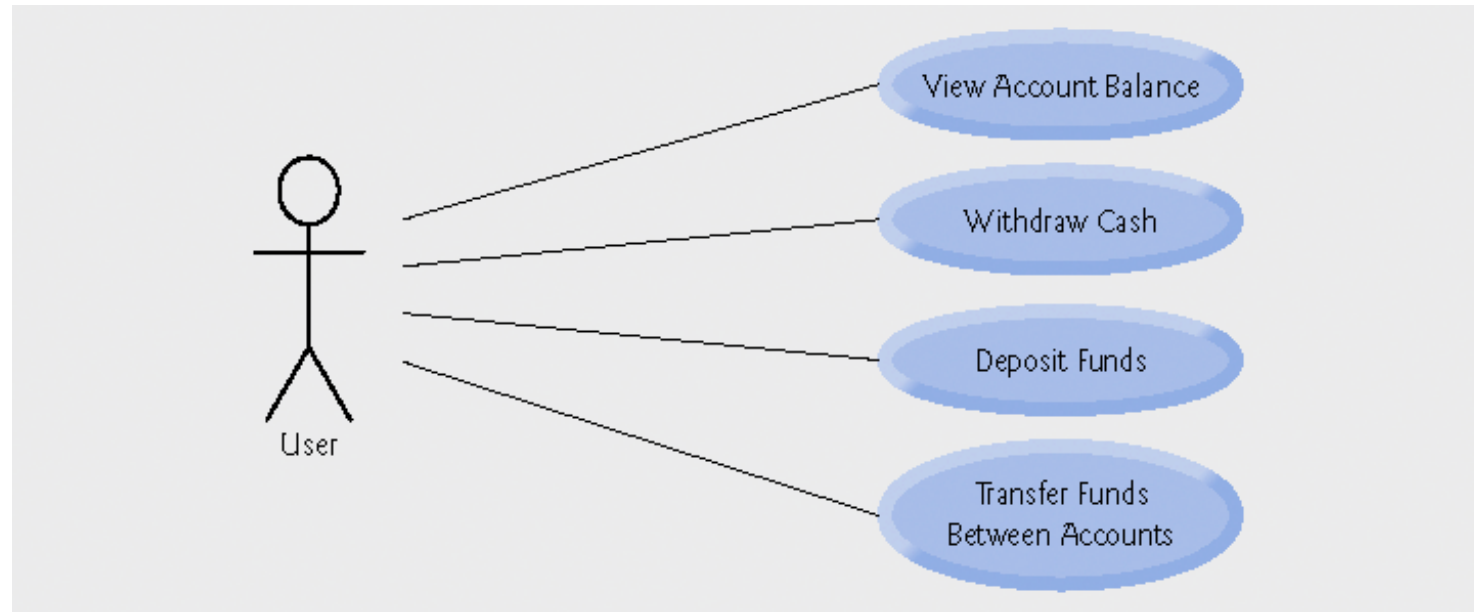 View Account Balance
Withdraw Cash
Deposit Funds
User
Transfer Funds
Between Accounts